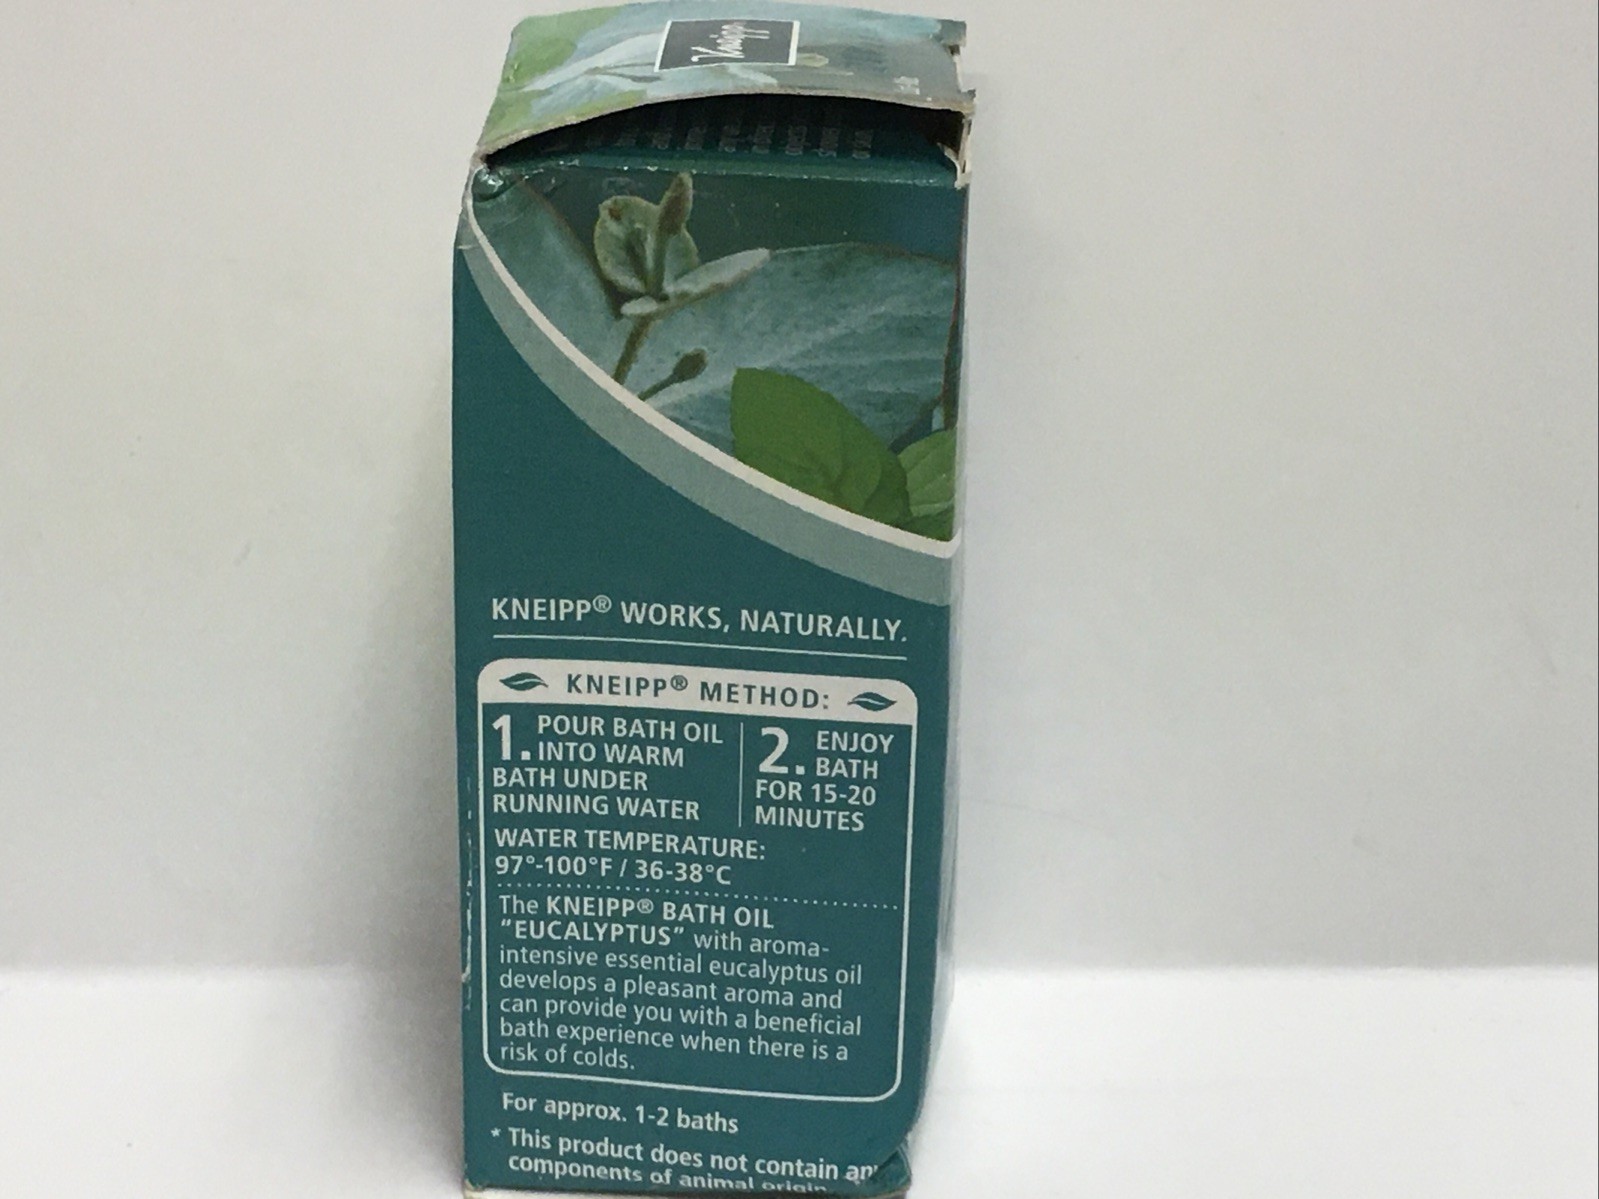 Kneipp
KNEIPP® WORKS, NATURALLY.
KNEIPP® METHOD:
1. POUR BATH OIL
INTO WARM
BATH UNDER
RUNNING WATER
2. ENJOY
BATH
FOR 15-20
MINUTES
WATER TEMPERATURE:
97°-100°F / 36-38°C
The KNEIPP® BATH OIL
“EUCALYPTUS” with aroma-
intensive essential eucalyptus oil
develops a pleasant aroma and
can provide you with a beneficial
bath experience when there is a
risk of colds.
For approx. 1-2 baths
* This product does not contain any
components of animal origin